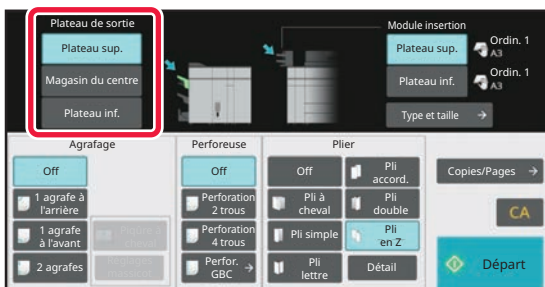 Plateau de sortie
Plateau sup.
Magasin du centre
Plateau inf.
Module insertion
Plateau sup.
Ordin. 1
A3
Plateau inf.
Ordin. 1
A3
Type et taille
Agrafage
Off
1 agrafe à
l'arrière
1 agrafe
à l'avant
2 agrafes
Piqûre à
cheval
Réglages
Perforeuse
Off
Perforation
2 trous
Perforation
4 trous
Perfor.
GBC
Plier
Off
Pli
accord.
Pli à
cheval
Pli
double
Pli simple
Pli
en Z
Pli
lettre
Détail
Copies/Pages
CA
Départ